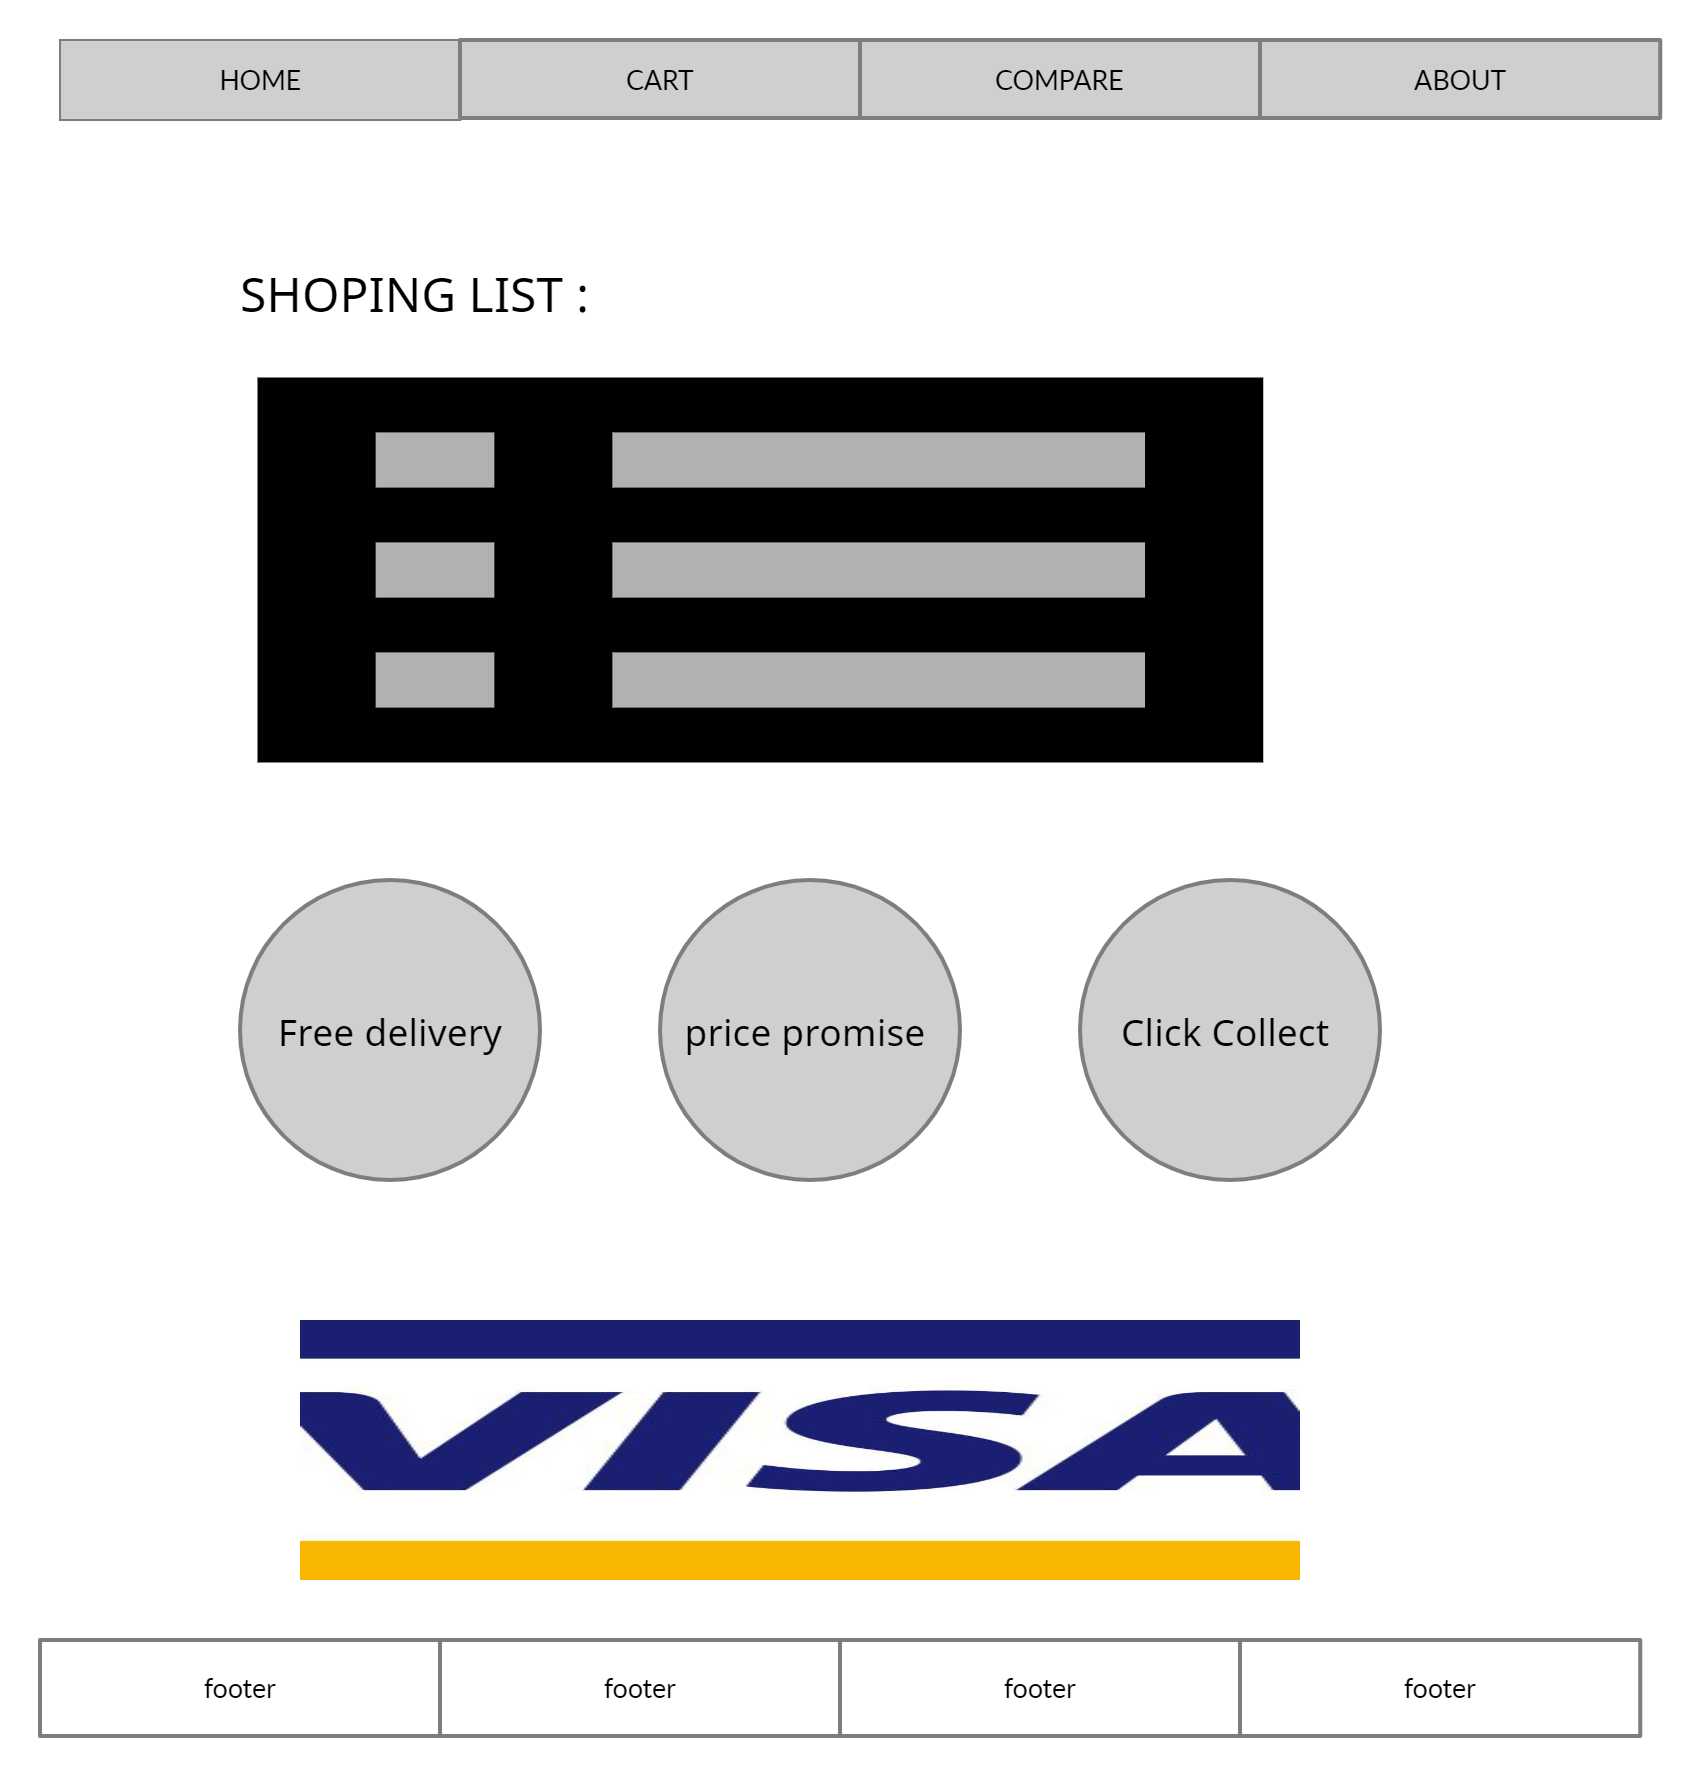 HOME CART COMPARE ABOUT
SHOPING LIST :
Free delivery price promise Click Collect
VISA
footer footer footer footer